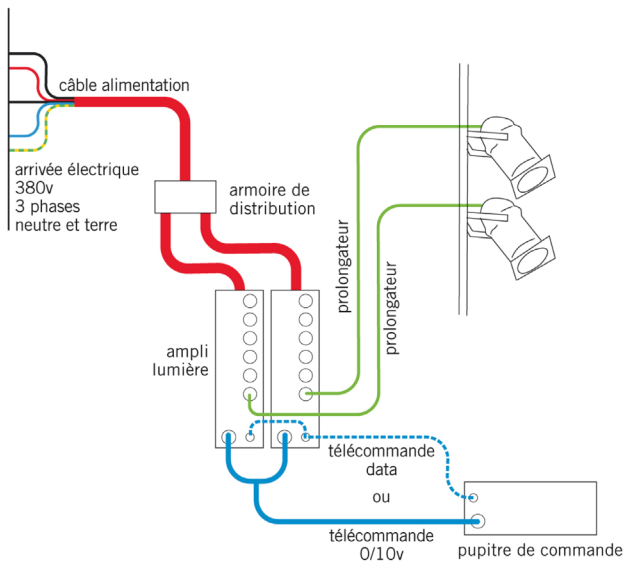 câble alimentation
arrivée électrique
380v
3 phases
neutre et terre
armoire de
distribution
prolongateur
prolongateur
ampli
lumière
télécommande
data
ou
télécommande
0/10v
pupitre de commande